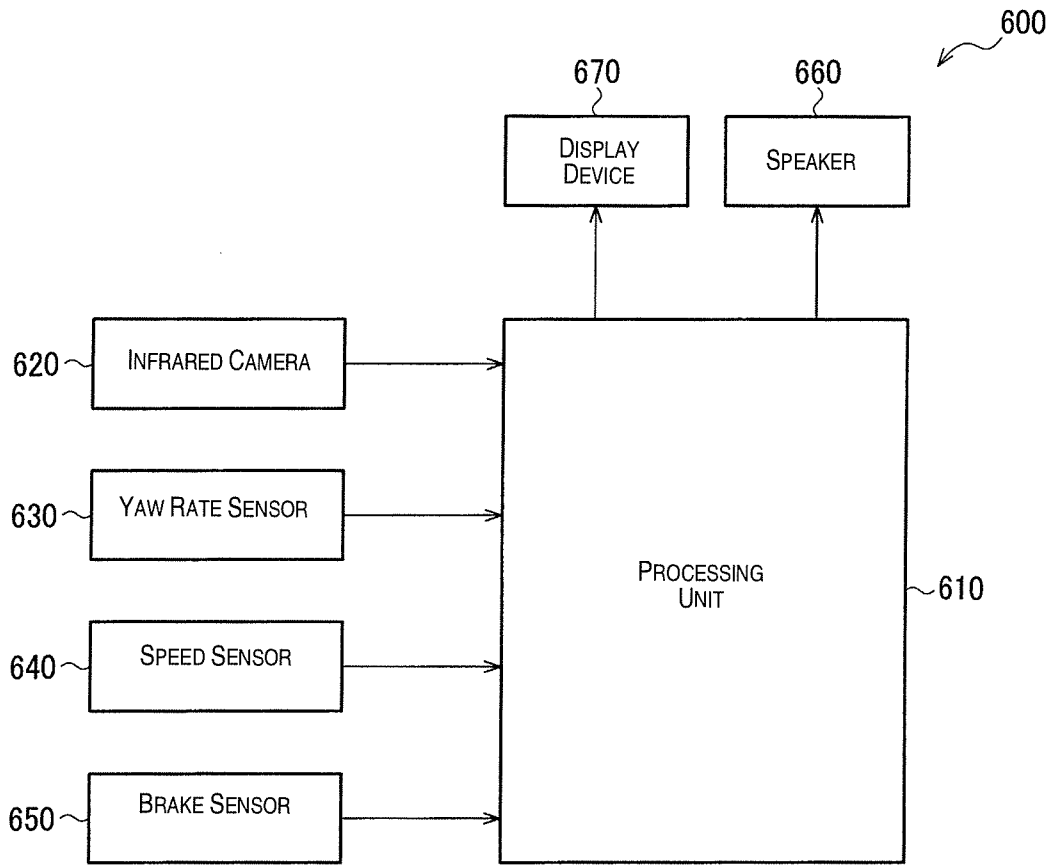 600
670
660
DISPLAY
DEVICE
SPEAKER
620
INFRARED CAMERA
630
YAW RATE SENSOR
PROCESSING
UNIT
610
640
SPEED SENSOR
650
BRAKE SENSOR